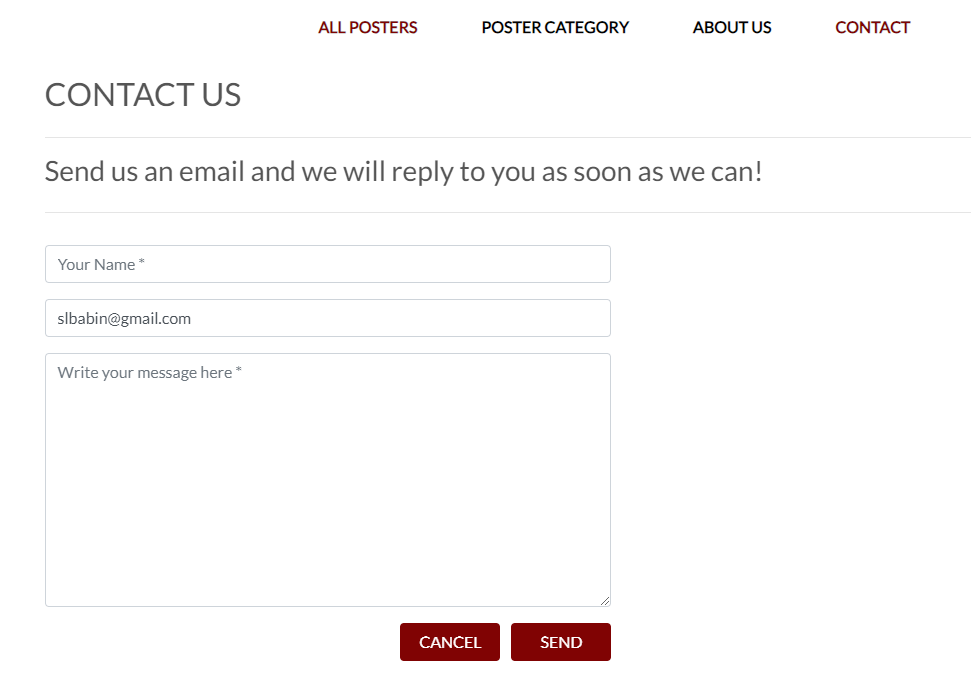 ALL POSTERS POSTER CATEGORY ABOUT US CONTACT
CONTACT US
Send us an email and we will reply to you as soon as we can!
Your Name *
slbabin@gmail.com
Write your message here *
CANCEL SEND